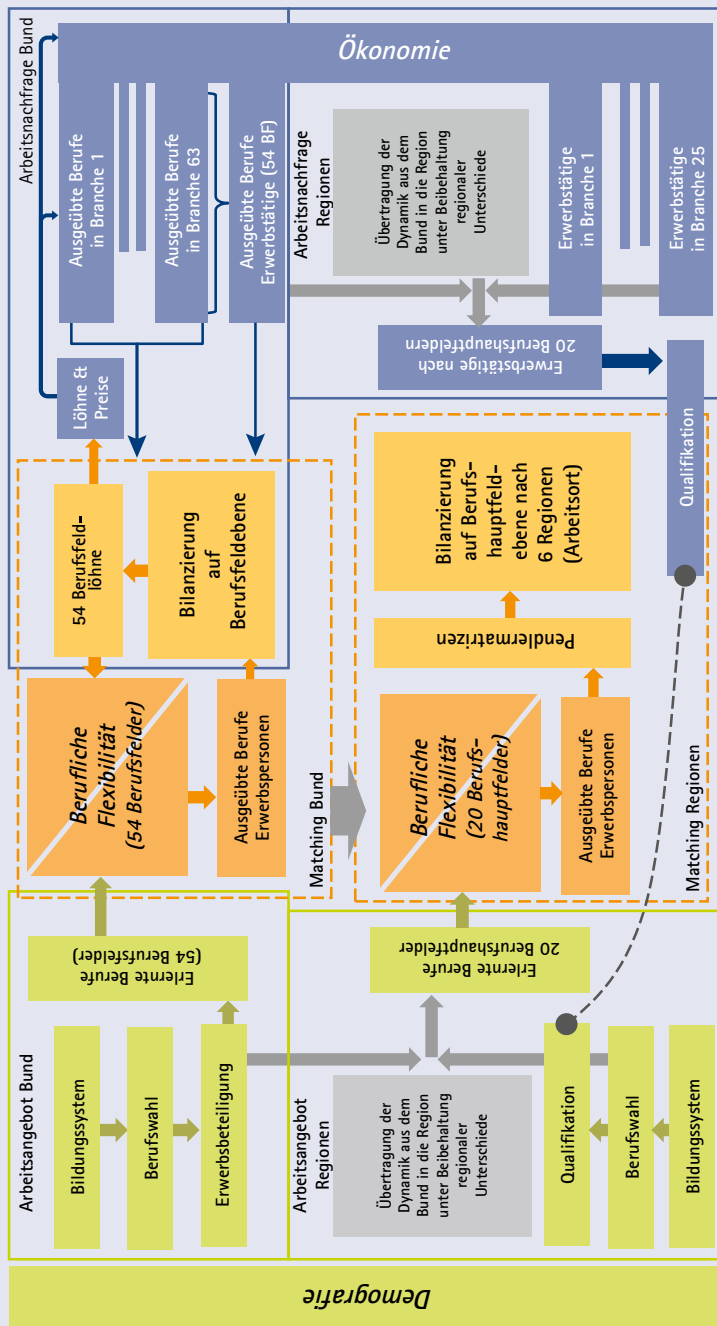 Demografie
Arbeitsangebot Bund
Bildungssystem
Berufswahl
Erwerbsbeteiligung
Erlernte Berufe
(54 Berufsfelder)
Berufliche
Flexibilität
(54 Berufsfelder)
Ausgeübte Berufe
Erwerbspersonen
54 Berufsfeld-
löhne
Bilanzierung
auf
Berufsfeldebene
Matching Bund
Löhne &
Preise
Arbeitsnachfrage Bund
Ausgeübte Berufe
in Branche 1
Ausgeübte Berufe
in Branche 63
Ausgeübte Berufe
Erwerbstätige (54 BF)
Ökonomie
Arbeitsangebot
Regionen
Übertragung der
Dynamik aus dem
Bund in die Region
unter Beibehaltung
regionaler
Unterschiede
Qualifikation
Berufswahl
Bildungssystem
Erlernte Berufe
20 Berufshauptfelder
Berufliche
Flexibilität
(20 Berufs-
hauptfelder)
Ausgeübte Berufe
Erwerbspersonen
Pendlermatrizen
Bilanzierung
auf Berufs-
hauptfeld-
ebene nach
6 Regionen
(Arbeitsort)
Matching Regionen
Arbeitsnachfrage
Regionen
Übertragung der
Dynamik aus dem
Bund in die Region
unter Beibehaltung
regionaler
Unterschiede
Erwerbstätige nach
20 Berufshauptfeldern
Qualifikation
Erwerbstätige
in Branche 1
Erwerbstätige
in Branche 25